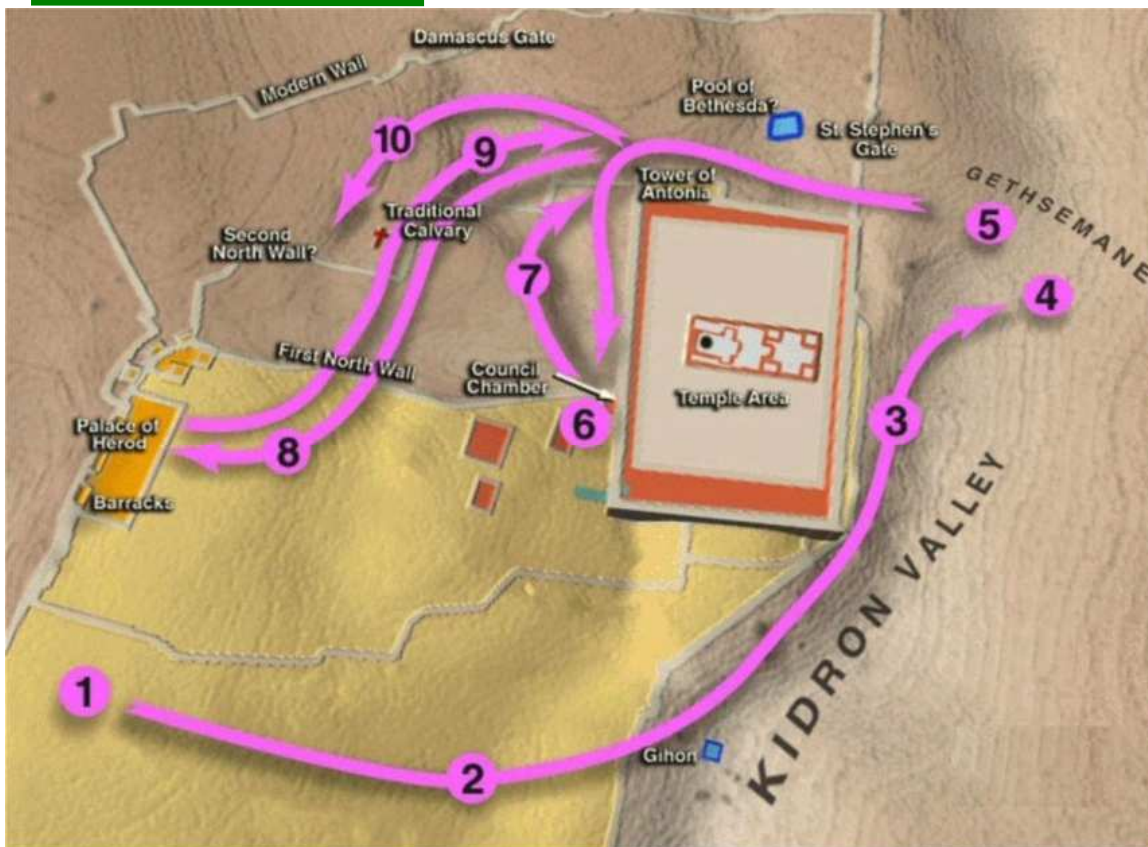 Damascus Gate
Modern Wall
Pool of
Bethesda?
St. Stephen's
Gate
10
9
GETHSEMANE
Tower of
Antonia
5
Traditional
Calvary
Second
North Wall?
7
4
First North Wall
Council
Chamber
Temple Area
6
3
Palace of
Herod
8
Barracks
KIDRON VALLEY
1
2
Gihon